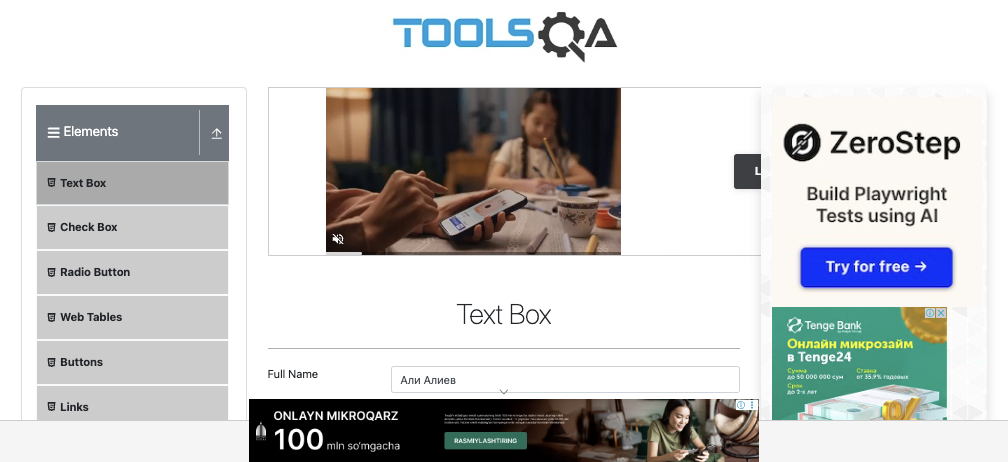 TOOLSQA
Elements
Text Box
Check Box
Radio Button
Web Tables
Buttons
Links
L
Text Box
Full Name
Али Алиев
ZeroStep
Build Playwright
Tests using AI
Try for free →
Tenge Bank
Онлайн микрозайм
в Tenge24
Сумма
до 50 000 000 сум
Ставка
от 35,9% годовых
Срок
до 2-х лет
ONLAYN MIKROQARZ
100 mln so'mgacha
RASMIYLASHTIRING